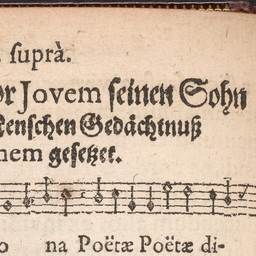 suprà.
or Jovem seinen Sohn
Menschen Gedächtnuß
nem gesetzet.
na Poëtæ Poëtæ di-